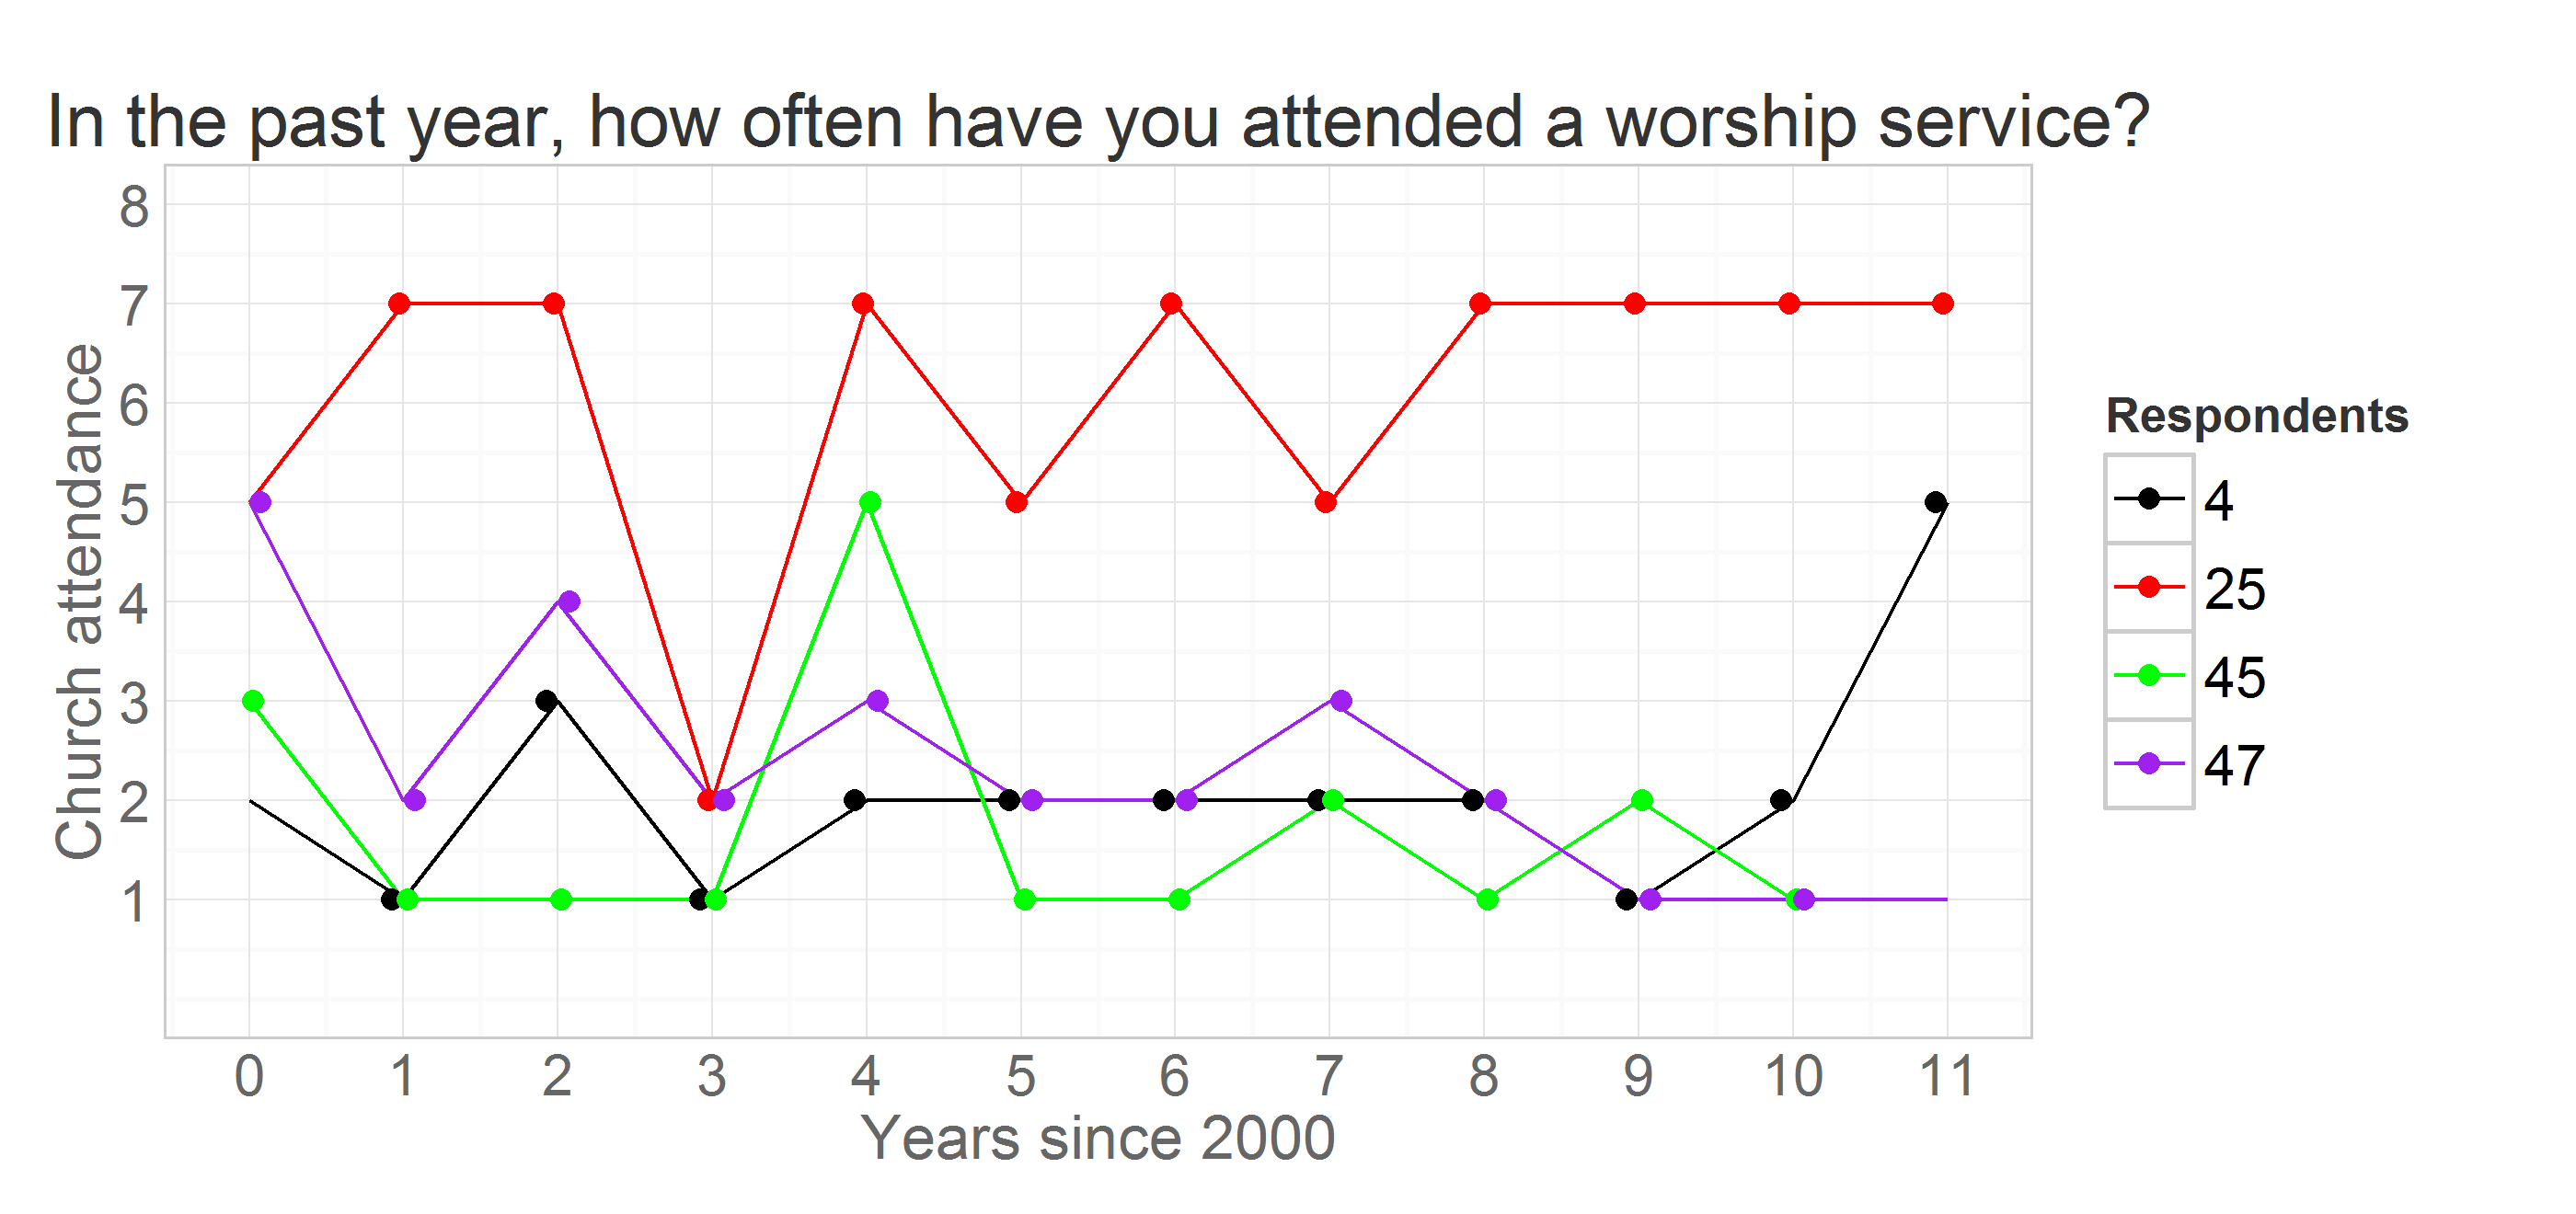 In the past year, how often have you attended a worship service?
Church attendance
8
7
6
5
4
3
2
1
0 1 2 3 4 5 6 7 8 9 10 11
Years since 2000
Respondents
4
25
45
47